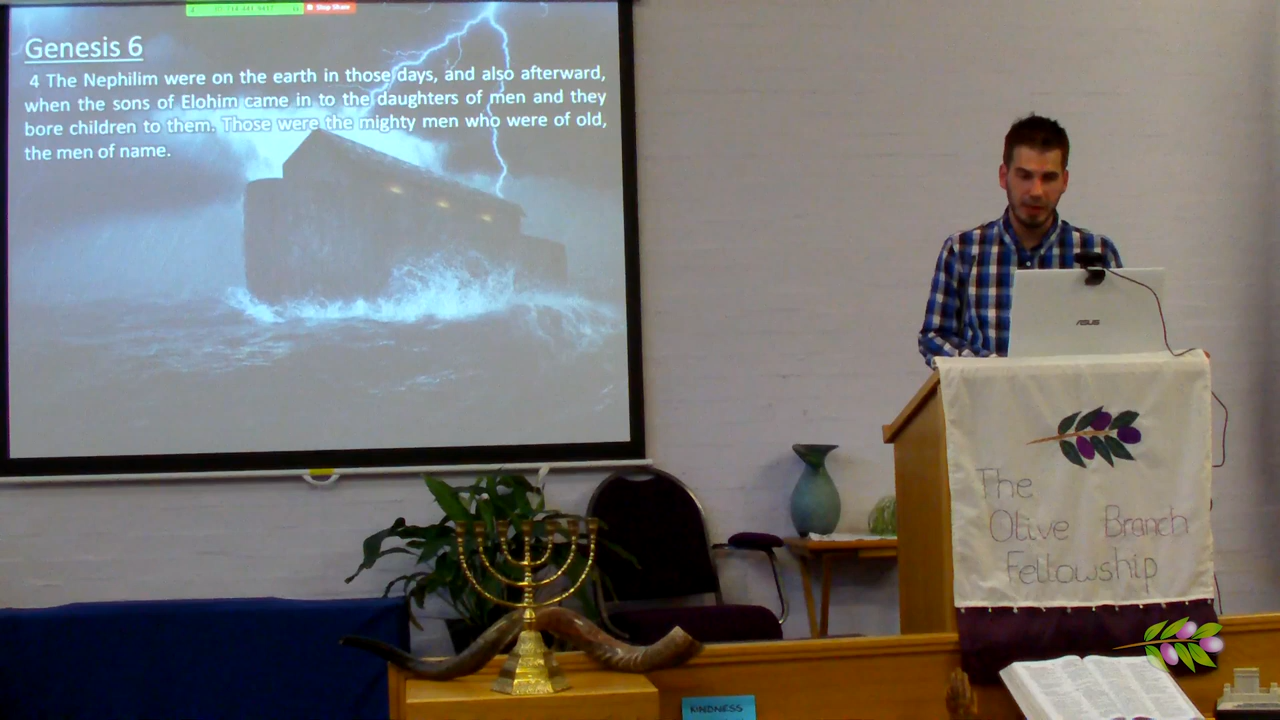 Stop Share
Genesis 6
4 The Nephilim were on the earth in those days, and also afterward,
when the sons of Elohim came in to the daughters of men and they
bore children to them. Those were the mighty men who were of old,
the men of name.
ASUS
The
Olive Branch
Fellowship
KINDNESS